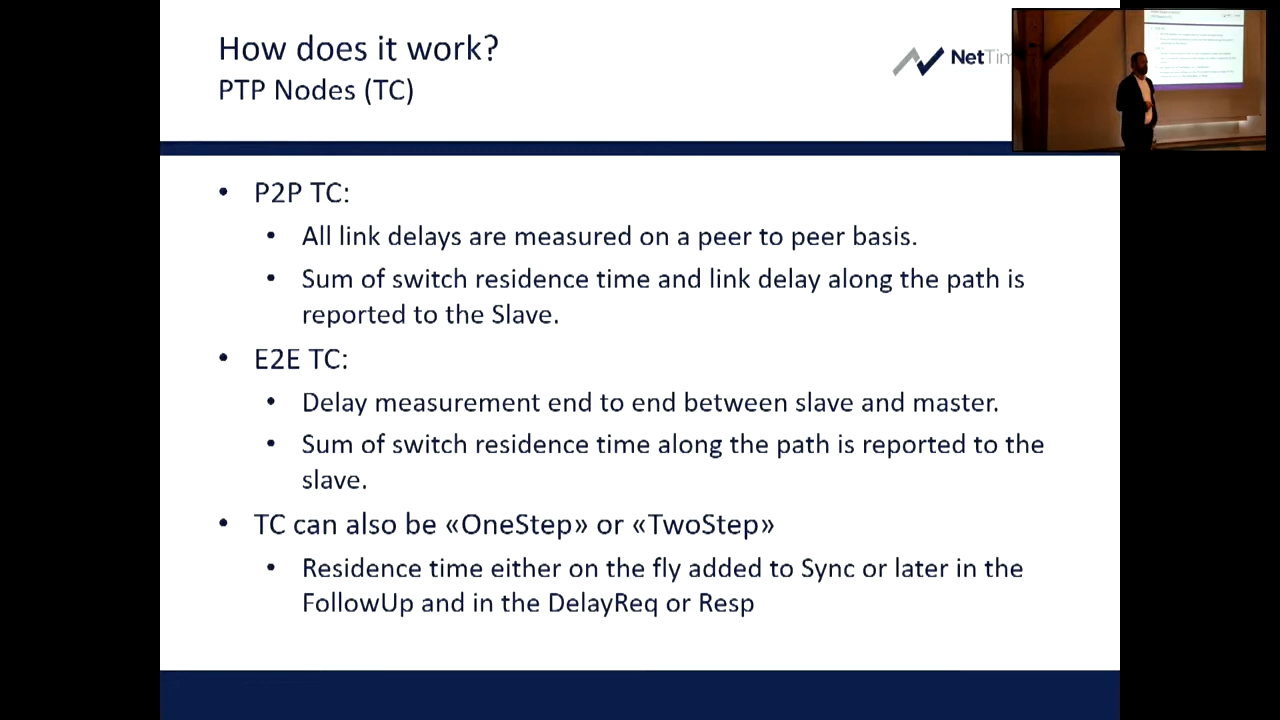 How does it work?
PTP Nodes (TC)
NetTim
• P2P TC:
• All link delays are measured on a peer to peer basis.
• Sum of switch residence time and link delay along the path is
reported to the Slave.
• E2E TC:
• Delay measurement end to end between slave and master.
• Sum of switch residence time along the path is reported to the
slave.
• TC can also be «OneStep» or «TwoStep»
• Residence time either on the fly added to Sync or later in the
FollowUp and in the DelayReq or Resp